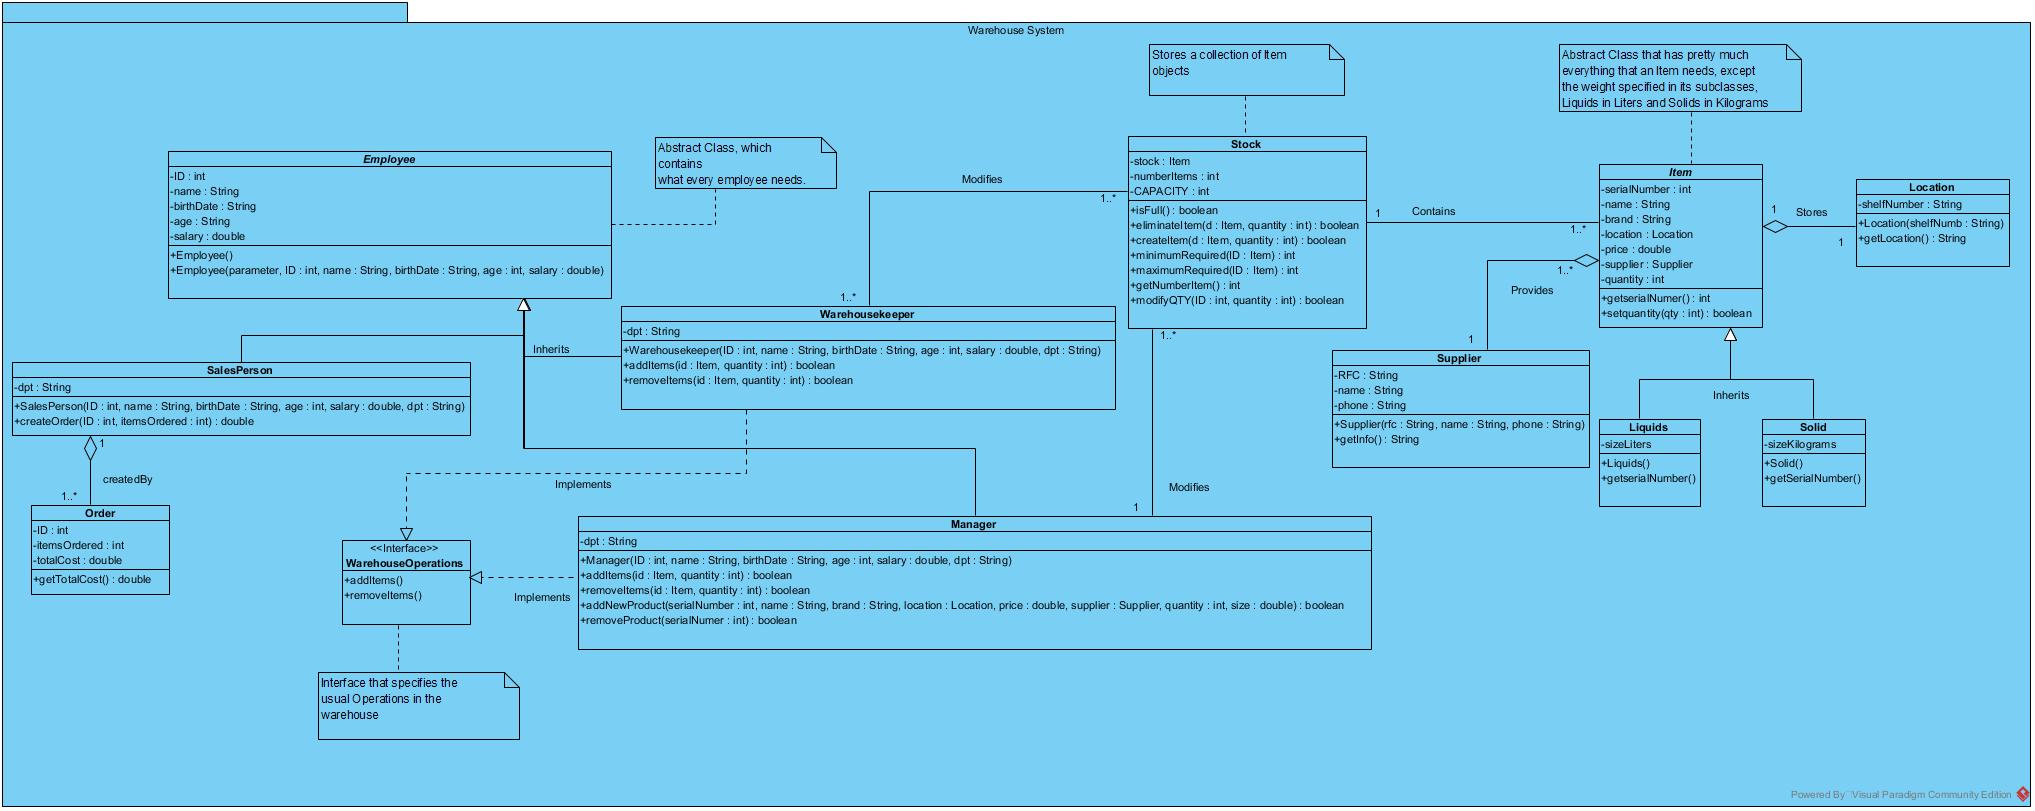 Warehouse System
Stores a collection of Item
objects
Abstract Class that has pretty much
everything that an Item needs, except
the weight specified in its subclasses,
Liquids in Liters and Solids in Kilograms
Abstract Class, which
contains
what every employee needs.
Employee
-ID : int
-name : String
-birthDate : String
-age : String
-salary : double
+Employee()
+Employee(parameter, ID : int, name : String, birthDate : String, age : int, salary : double)
Modifies
1..*
1..*
Stock
-stock : Item
-numberItems : int
-CAPACITY : int
+isFull() : boolean
+eliminateItem(d : Item, quantity : int) : boolean
+createItem(d : Item, quantity : int) : boolean
+minimumRequired(ID : Item) : int
+maximumRequired(ID : Item) : int
+getNumberItem() : int
+modifyQTY(ID : int, quantity : int) : boolean
1
Contains
1..*
Item
-serialNumber : int
-name : String
-brand : String
-location : Location
-price : double
-supplier : Supplier
-quantity : int
+getserialNumer() : int
+setquantity(qty : int) : boolean
1
Stores
1
Location
-shelfNumber : String
+Location(shelfNumb : String)
+getLocation() : String
1..*
Provides
1
Supplier
-RFC : String
-name : String
-phone : String
+Supplier(rfc : String, name : String, phone : String)
+getInfo() : String
Inherits
Liquids
-sizeLiters
+Liquids()
+getserialNumber()
Solid
-sizeKilograms
+Solid()
+getSerialNumber()
Warehousekeeper
-dpt : String
+Warehousekeeper(ID : int, name : String, birthDate : String, age : int, salary : double, dpt : String)
+addItems(id : Item, quantity : int) : boolean
+removeItems(id : Item, quantity : int) : boolean
Inherits
SalesPerson
-dpt : String
+SalesPerson(ID : int, name : String, birthDate : String, age : int, salary : double, dpt : String)
+createOrder(ID : int, itemsOrdered : int) : double
1
createdBy
1..*
Order
-ID : int
-itemsOrdered : int
-totalCost : double
+getTotalCost() : double
Implements
<<Interface>>
WarehouseOperations
+addItems()
+removeItems()
Implements
1..*
Modifies
1
Manager
-dpt : String
+Manager(ID : int, name : String, birthDate : String, age : int, salary : double, dpt : String)
+addItems(id : Item, quantity : int) : boolean
+removeItems(id : Item, quantity : int) : boolean
+addNewProduct(serialNumber : int, name : String, brand : String, location : Location, price : double, supplier : Supplier, quantity : int, size : double) : boolean
+removeProduct(serialNumer : int) : boolean
Interface that specifies the
usual Operations in the
warehouse
Powered By Visual Paradigm Community Edition